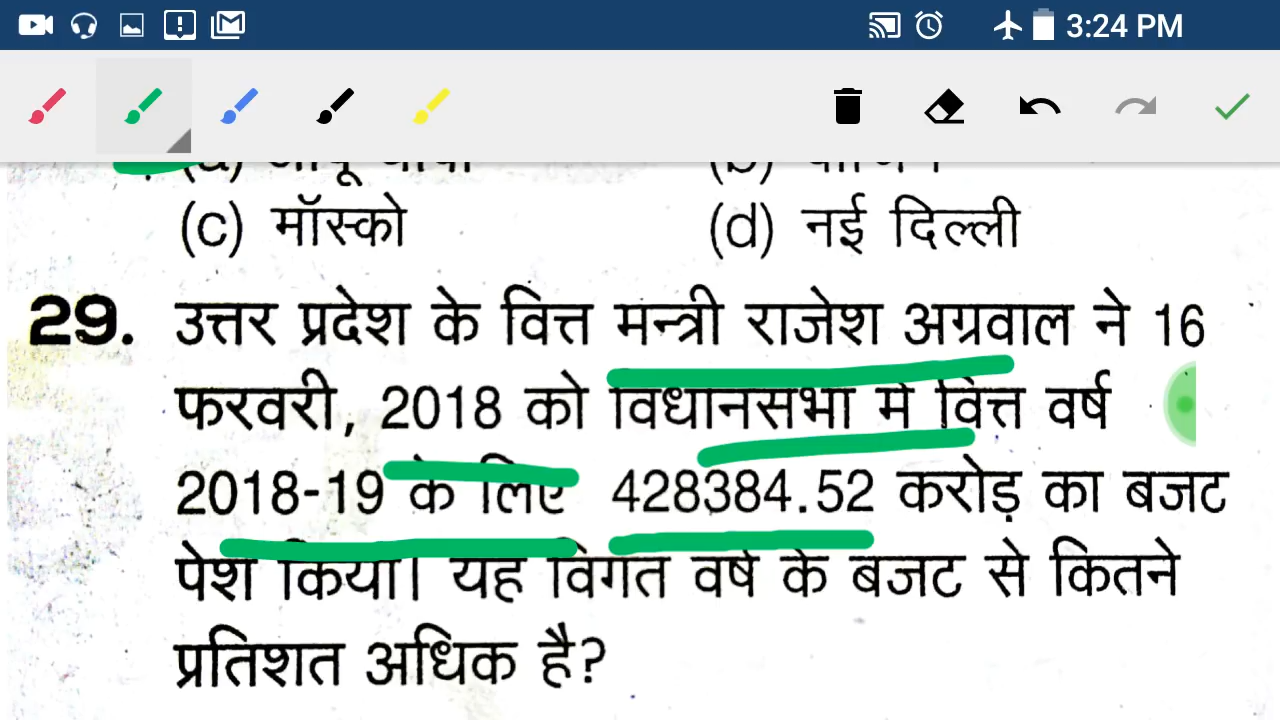 3:24 PM
(c) मॉस्को (d) नई दिल्ली
29. उत्तर प्रदेश के वित्त मन्त्री राजेश अग्रवाल ने 16
फरवरी, 2018 को विधानसभा में वित्त वर्ष
2018-19 के लिए 428384.52 करोड़ का बजट
पेश किया। यह विगत वर्ष के बजट से कितने
प्रतिशत अधिक है?